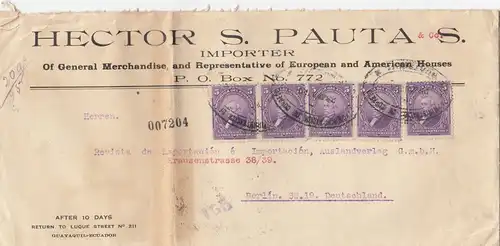 HECTOR S. PAUTA & Co. S.
IMPORTER
Of General Merchandise, and Representative of European and American Houses
P. O. BOX NO. 772
Herren.
007204
Revista de Exportación é Importación, Auslandverlag G.m.b.H.
Krausenstrasse 38/39.
Berlin. SW.19. Deutschland.
AFTER 10 DAYS
RETURN TO LUQUE STREET Nº 211
GUAYAQUIL-ECUADOR